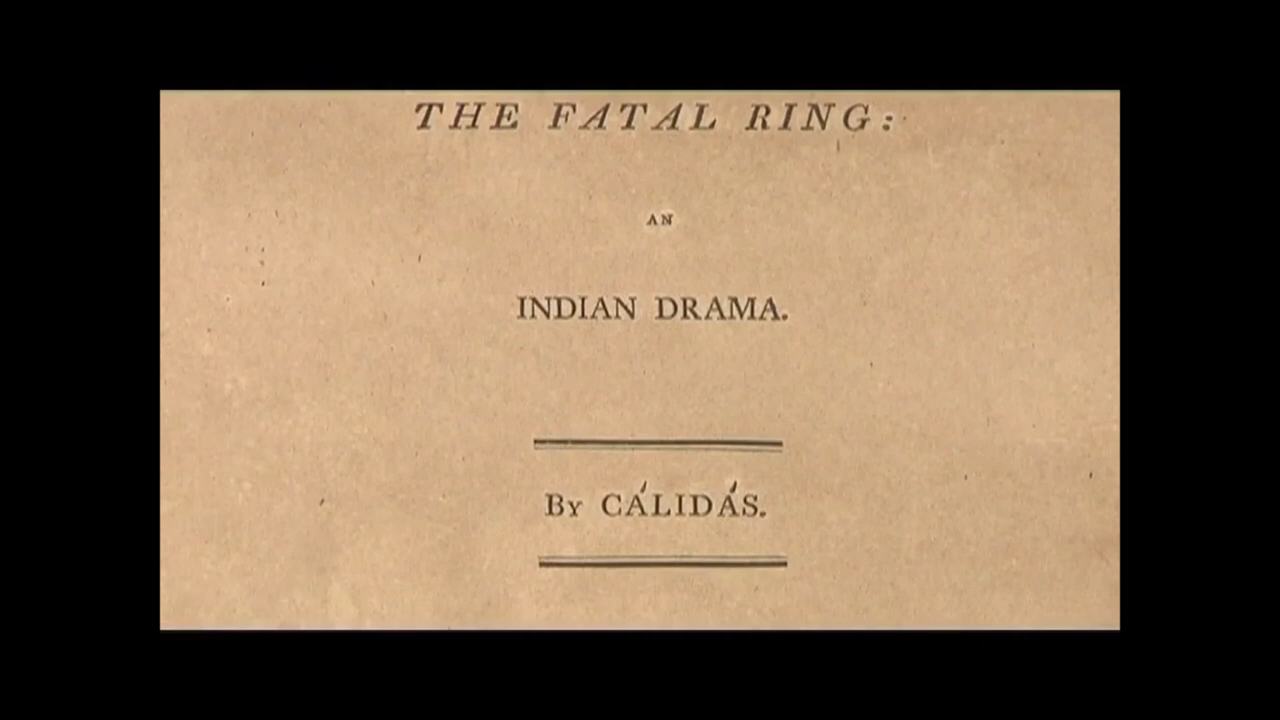 THE FATAL RING:
AN
INDIAN DRAMA.
By CÁLIDÁS.